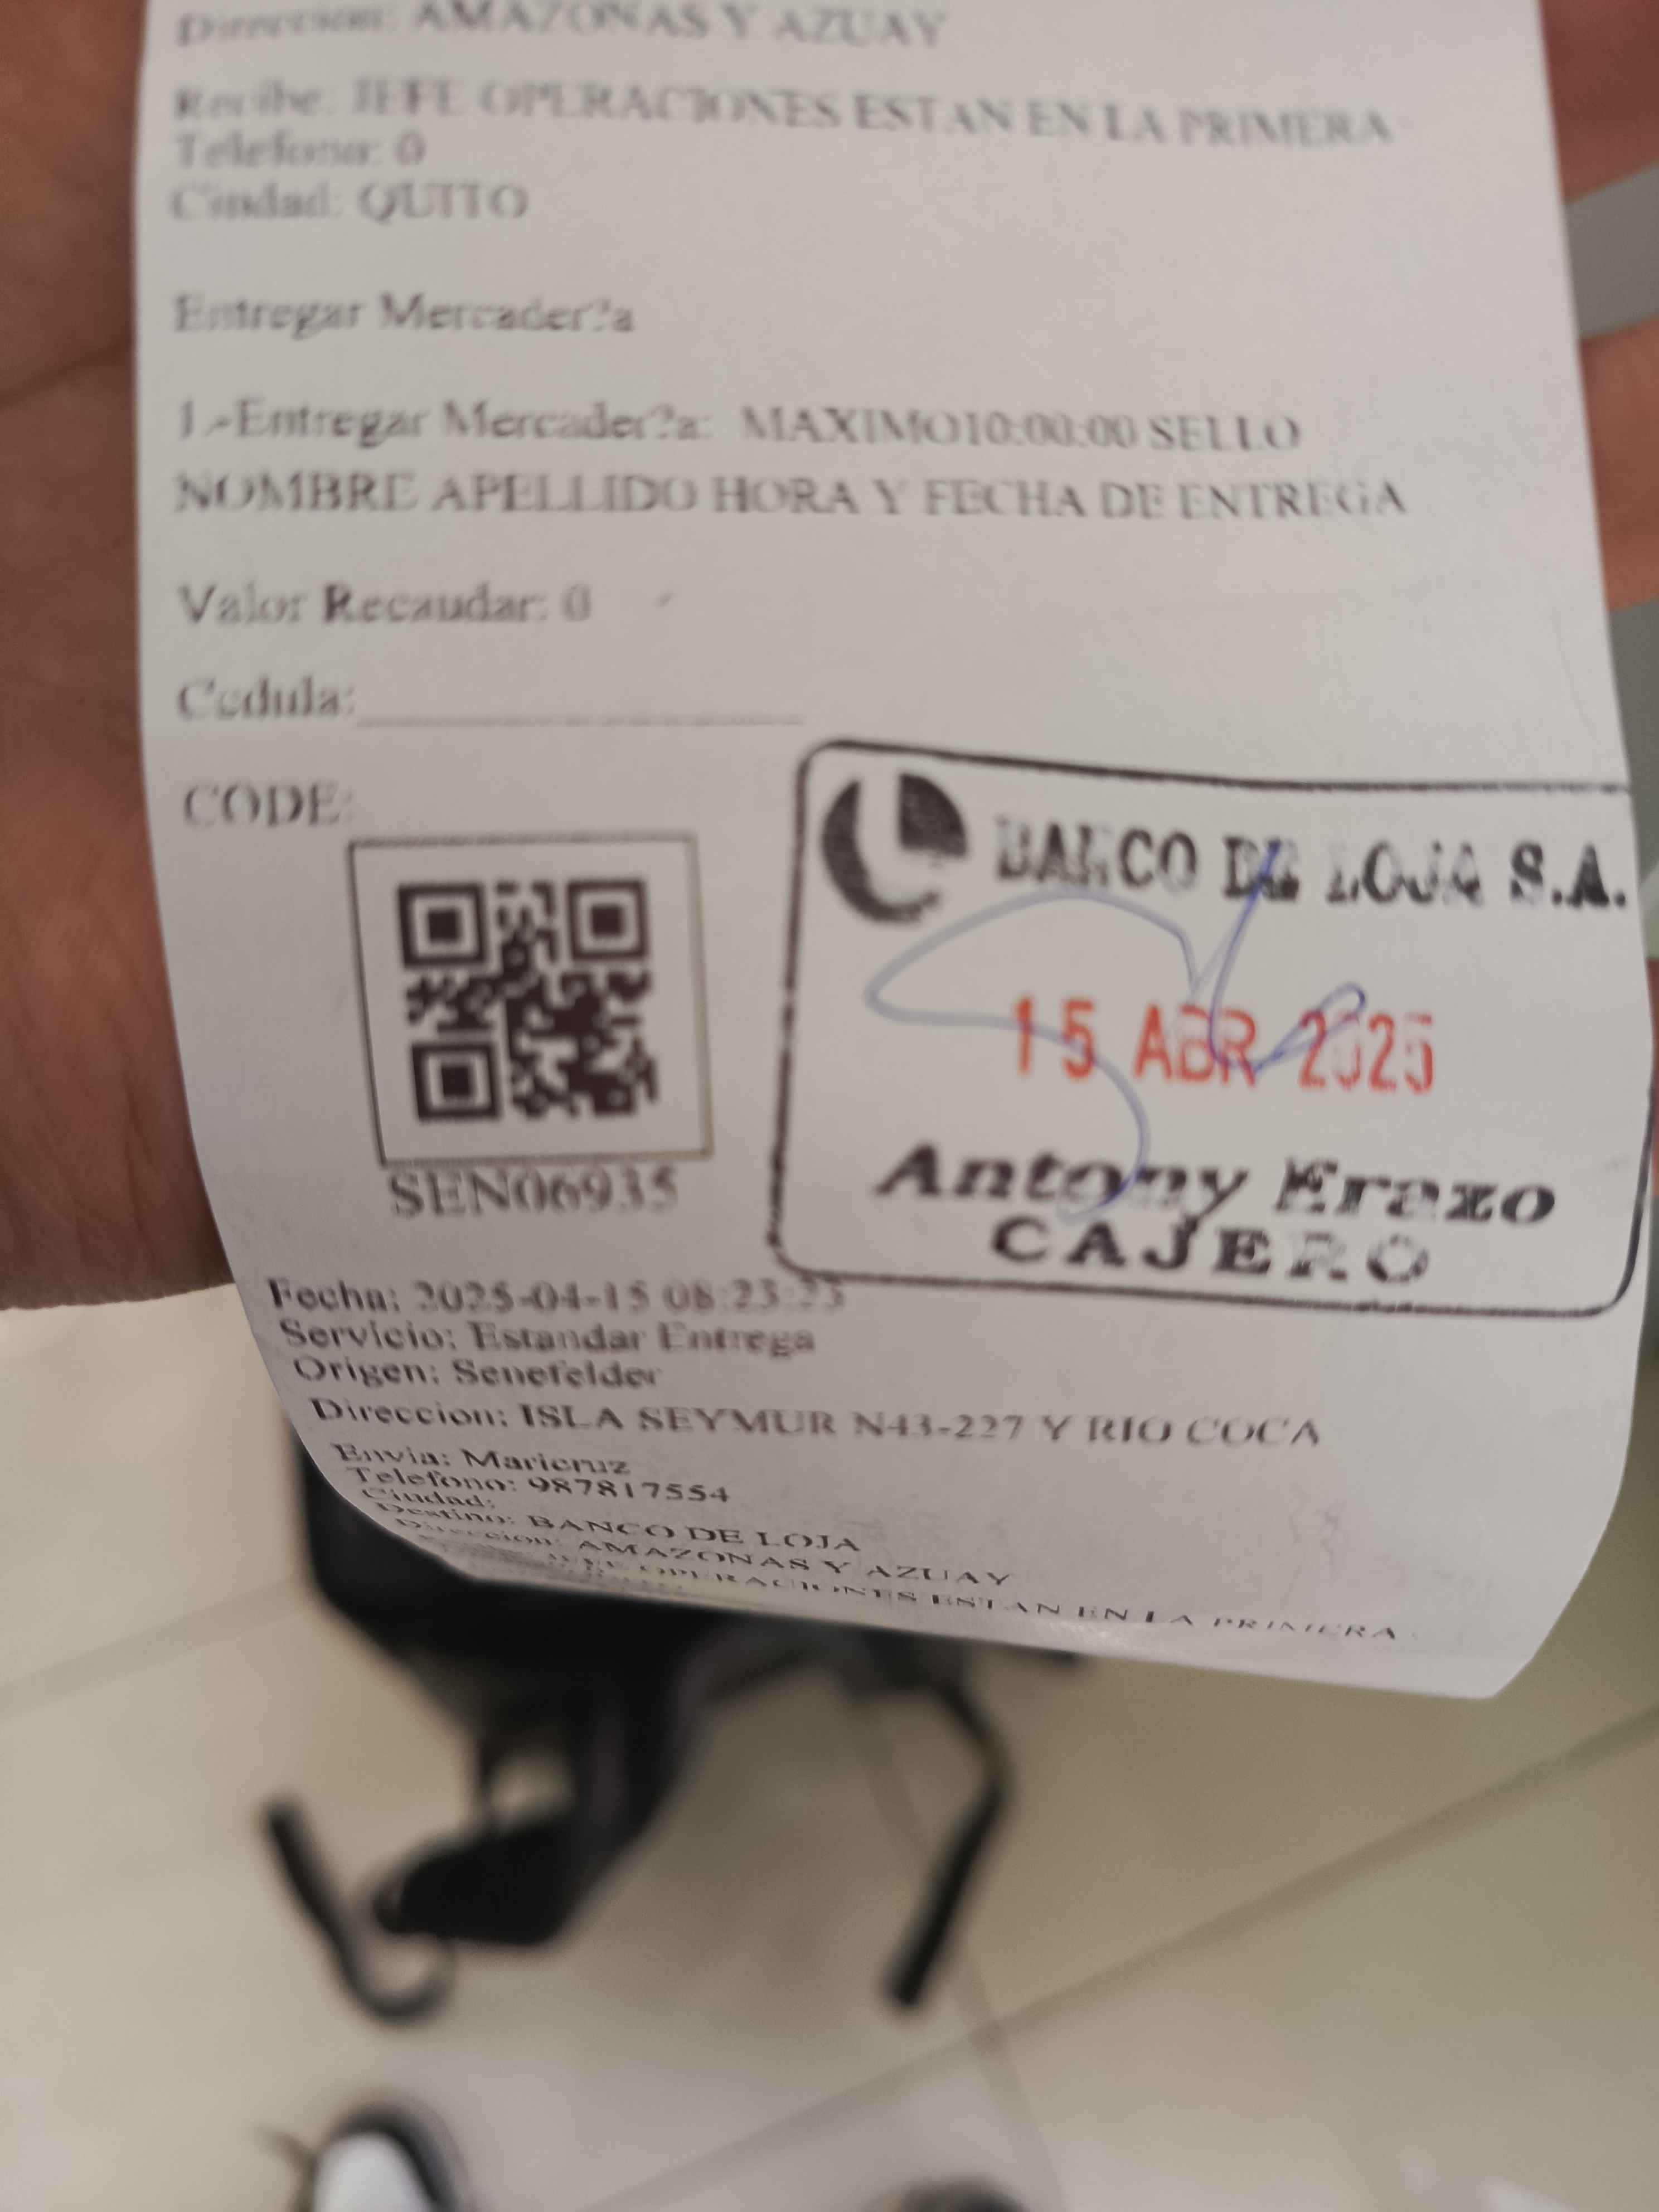 Direccion: AMAZONAS Y AZUAY
Recibe: JEFE OPERACIONES ESTAN EN LA PRIMERA
Telefono: 0
Ciudad: QUITO
Entregar Mercader?a
1.-Entregar Mercader?a: MAXIMO10:00:00 SELLO
NOMBRE APELLIDO HORA Y FECHA DE ENTREGA
Valor Recaudar: 0
Cedula:
CODE:
SEN06935
BANCO DE LOJA S.A.
15 ABR 2025
Antony Erazo
CAJERO
Fecha: 2025-04-15 08:23:23
Servicio: Estandar Entrega
Origen: Senefelder
Direccion: ISLA SEYMUR N43-227 Y RIO COCA
Envia: Maricruz
Telefono: 987817554
Ciudad:
Destino: BANCO DE LOJA
Direccion: AMAZONAS Y AZUAY
JEFE OPERACIONES ESTAN EN LA PRIMERA